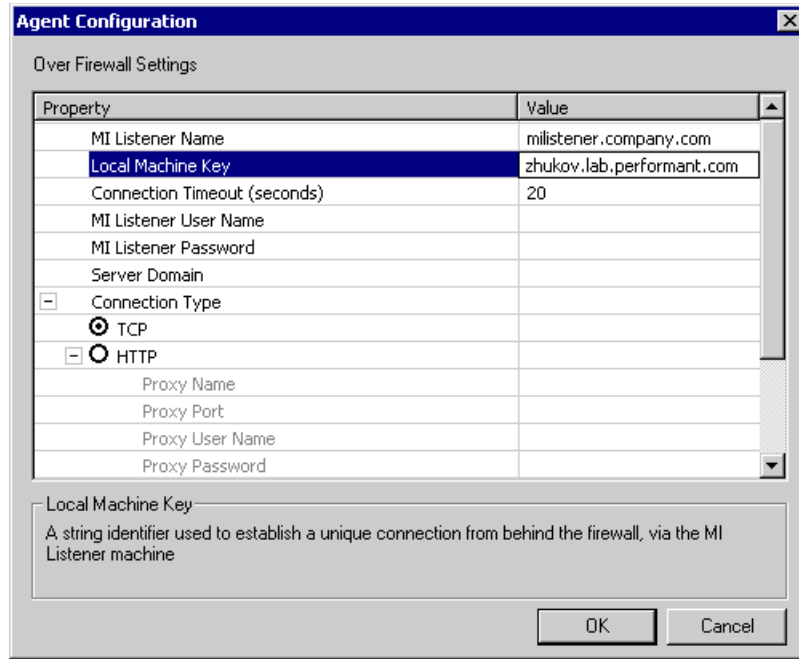 Agent Configuration
Over Firewall Settings
Property Value
MI Listener Name milistener.company.com
Local Machine Key zhukov.lab.performant.com
Connection Timeout (seconds) 20
MI Listener User Name
MI Listener Password
Server Domain
Connection Type
TCP
HTTP
Proxy Name
Proxy Port
Proxy User Name
Proxy Password
Local Machine Key
A string identifier used to establish a unique connection from behind the firewall, via the MI
Listener machine
OK Cancel